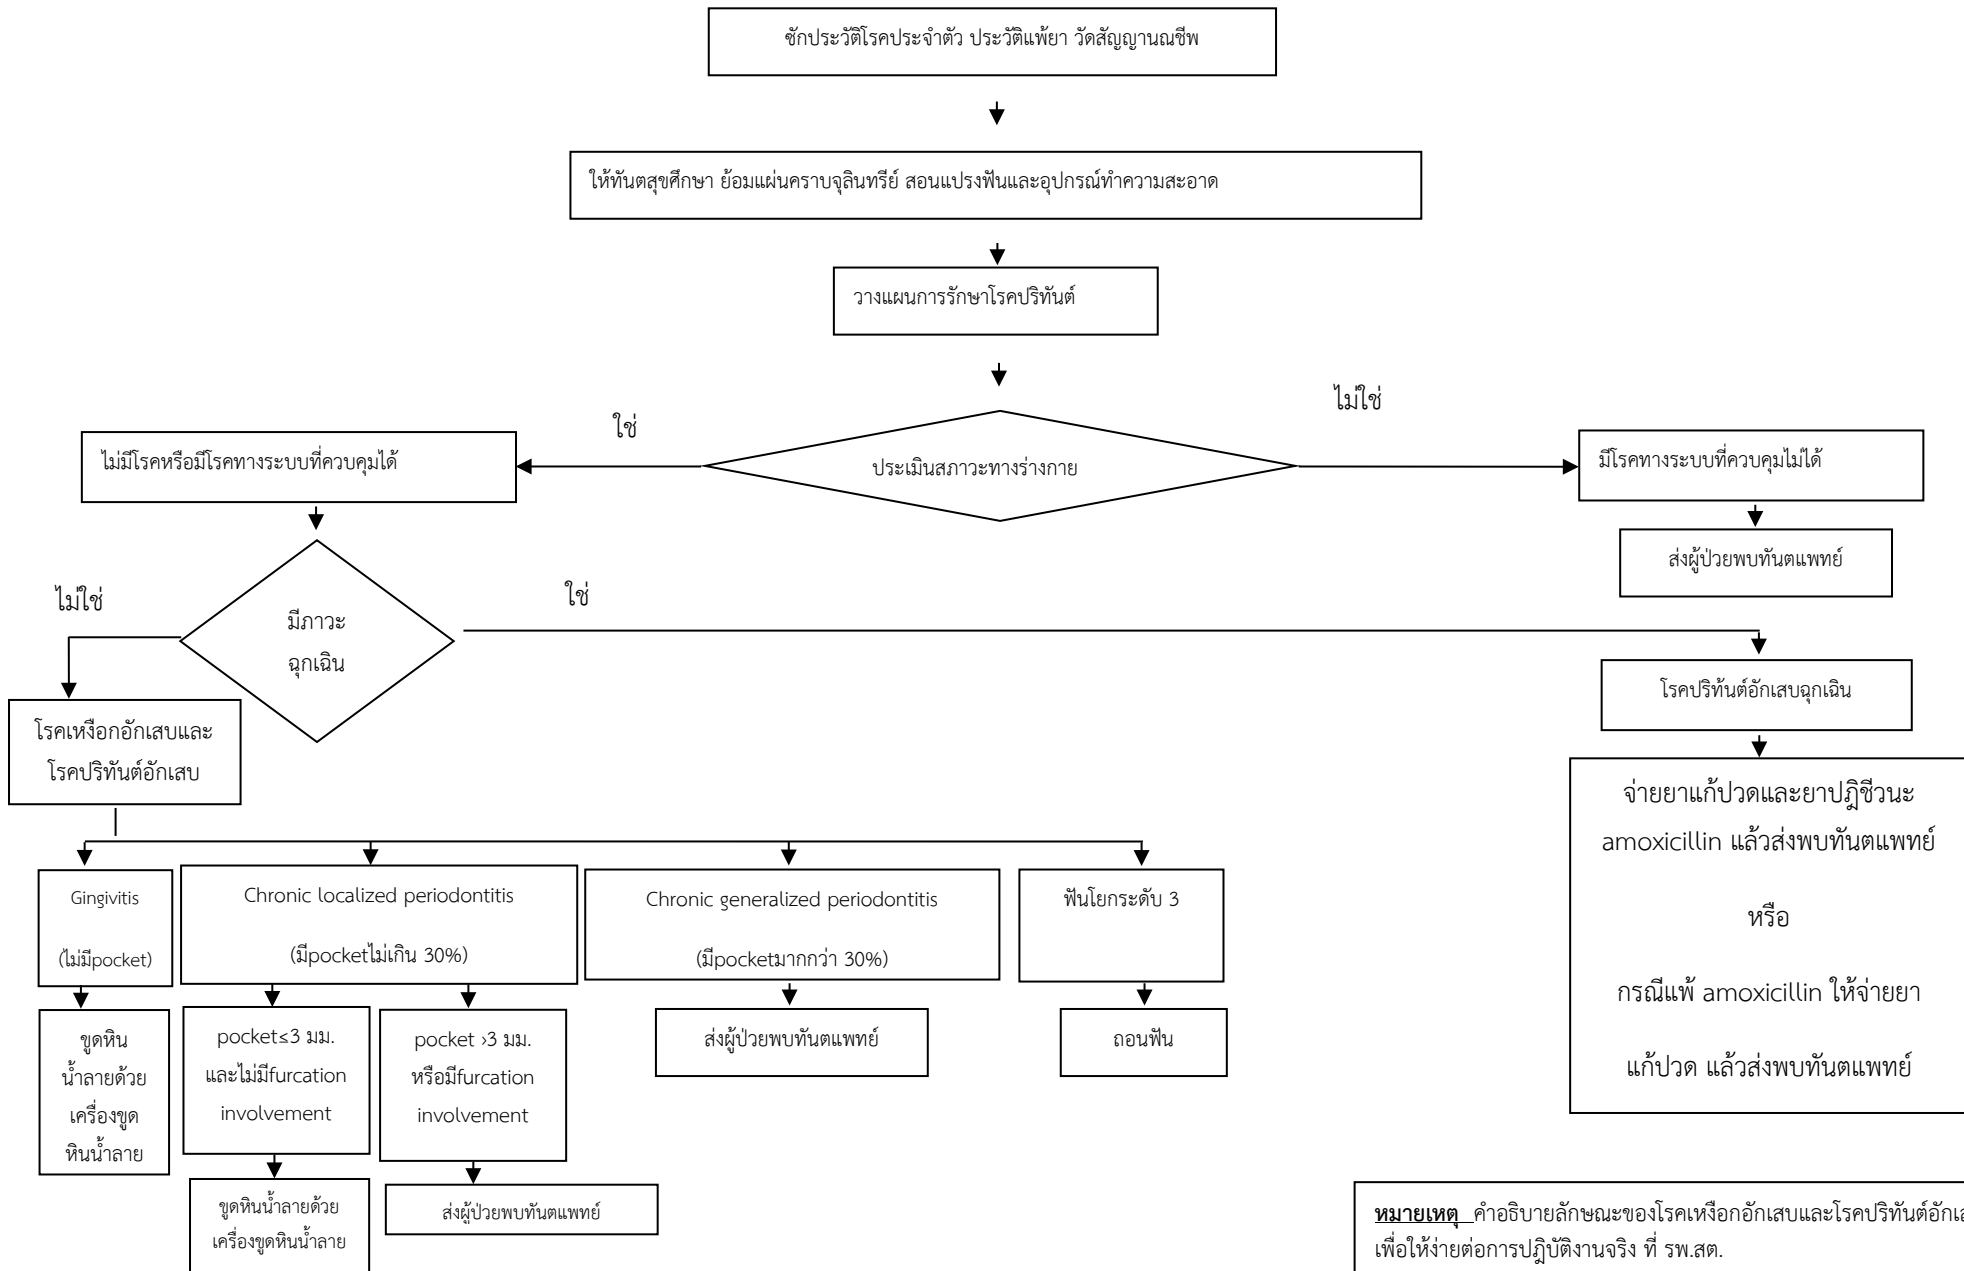 ซักประวัติโรคประจำตัว ประวัติแพ้ยา วัดสัญญานณชีพ
ให้ทันตสุขศึกษา ย้อมแผ่นคราบจุลินทรีย์ สอนแปรงฟันและอุปกรณ์ทำความสะอาด
วางแผนการรักษาโรคปริทันต์
ใช่
ไม่ใช่
ไม่มีโรคหรือมีโรคทางระบบที่ควบคุมได้
ประเมินสภาวะทางร่างกาย
มีโรคทางระบบที่ควบคุมไม่ได้
ส่งผู้ป่วยพบทันตแพทย์
ไม่ใช่
ใช่
มีภาวะ
ฉุกเฉิน
โรคปริทันต์อักเสบฉุกเฉิน
โรคเหงือกอักเสบและ
โรคปริทันต์อักเสบ
จ่ายยาแก้ปวดและยาปฏิชีวนะ
amoxicillin แล้วส่งพบทันตแพทย์
หรือ
กรณีแพ้ amoxicillin ให้จ่ายยา
แก้ปวด แล้วส่งพบทันตแพทย์
Gingivitis
(ไม่มีpocket)
Chronic localized periodontitis
(มีpocketไม่เกิน 30%)
Chronic generalized periodontitis
(มีpocketมากกว่า 30%)
ฟันโยกระดับ 3
ขูดหิน
น้ำลายด้วย
เครื่องขูด
หินน้ำลาย
pocket≤3 มม.
และไม่มีfurcation
involvement
pocket ›3 มม.
หรือมีfurcation
involvement
ส่งผู้ป่วยพบทันตแพทย์
ถอนฟัน
ขูดหินน้ำลายด้วย
เครื่องขูดหินน้ำลาย
ส่งผู้ป่วยพบทันตแพทย์
หมายเหตุ คำอธิบายลักษณะของโรคเหงือกอักเสบและโรคปริทันต์อักเส
เพื่อให้ง่ายต่อการปฏิบัติงานจริง ที่ รพ.สต.